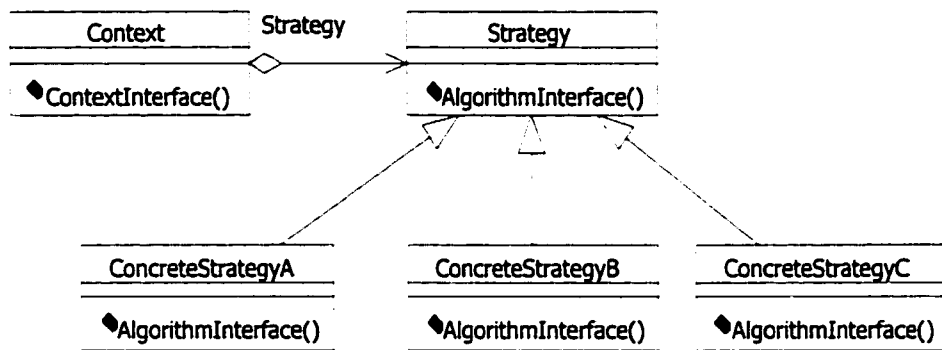 Context
Strategy
Strategy
ContextInterface()
AlgorithmInterface()
ConcreteStrategyA
ConcreteStrategyB
ConcreteStrategyC
AlgorithmInterface()
AlgorithmInterface()
AlgorithmInterface()